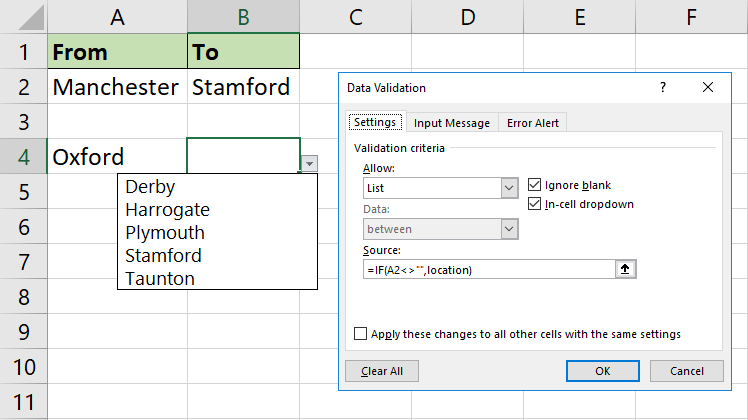 A B C D E F
1 From To
2 Manchester Stamford
3
4 Oxford
5
6
7
8
9
10
11
Derby
Harrogate
Plymouth
Stamford
Taunton
Data Validation ?
Settings Input Message Error Alert
Validation criteria
Allow:
List
Ignore blank
In-cell dropdown
Data:
between
Source:
=IF(A2<>"",location)
Apply these changes to all other cells with the same settings
Clear All OK Cancel